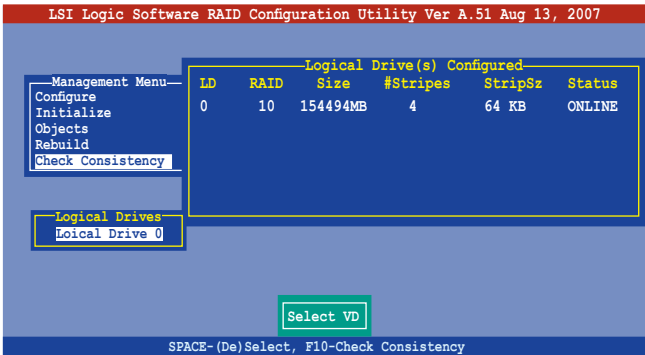 LSI Logic Software RAID Configuration Utility Ver A.51 Aug 13, 2007
Logical Drive(s) Configured
LD RAID Size #Stripes StripSz Status
0 10 154494MB 4 64 KB ONLINE
Management Menu
Configure
Initialize
Objects
Rebuild
Check Consistency
Logical Drives
Loical Drive 0
Select VD
SPACE-(De)Select, F10-Check Consistency